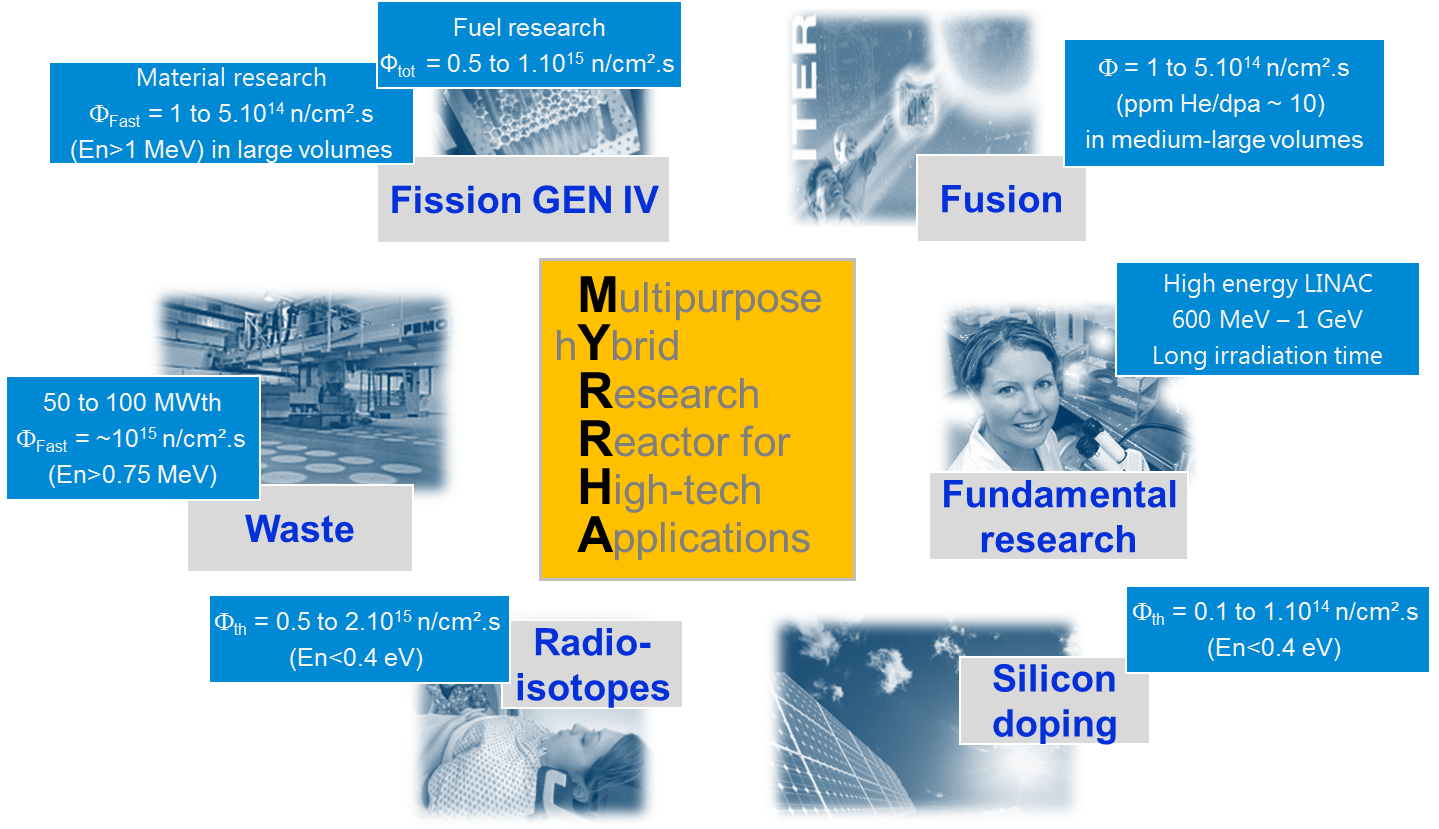 Fuel research
Φtot = 0.5 to 1.10¹⁵ n/cm².s
Material research
ΦFast = 1 to 5.10¹⁴ n/cm².s
(En>1 MeV) in large volumes
Fission GEN IV
ITER
Φ = 1 to 5.10¹⁴ n/cm².s
(ppm He/dpa ~ 10)
in medium-large volumes
Fusion
Multipurpose
hYbrid
Research
Reactor for
High-tech
Applications
High energy LINAC
600 MeV – 1 GeV
Long irradiation time
Fundamental
research
FEMO
50 to 100 MWth
ΦFast = ~10¹⁵ n/cm².s
(En>0.75 MeV)
Waste
Φth = 0.5 to 2.10¹⁵ n/cm².s
(En<0.4 eV)
Radio-
isotopes
Φth = 0.1 to 1.10¹⁴ n/cm².s
(En<0.4 eV)
Silicon
doping